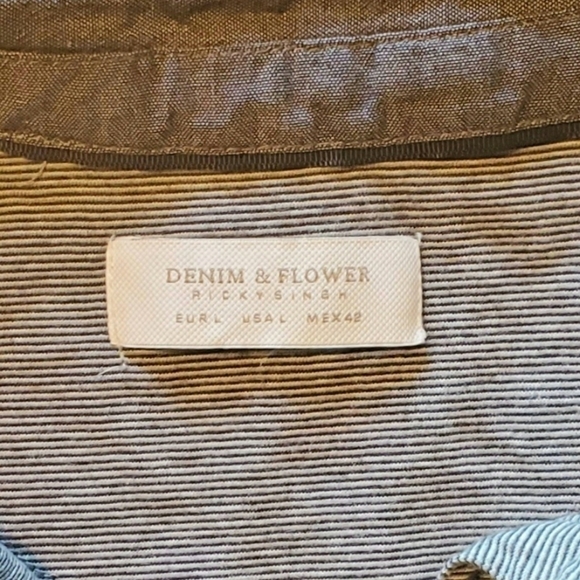 DENIM & FLOWER
RICKYSINGH
EUR L USA L MEX42